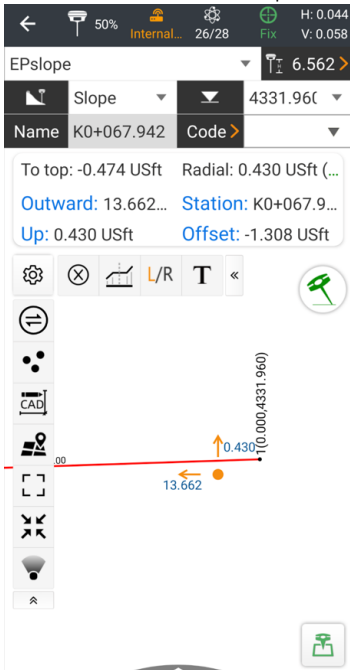 50% Internal... 26/28 Fix H: 0.044
V: 0.058
EPslope 6.562
Slope 4331.960
Name K0+067.942 Code
To top: -0.474 USft Radial: 0.430 USft (...
Outward: 13.662... Station: K0+067.9...
Up: 0.430 USft Offset: -1.308 USft
L/R T «
CAD
1(0.000,4331.960)
0.430
.00
13.662